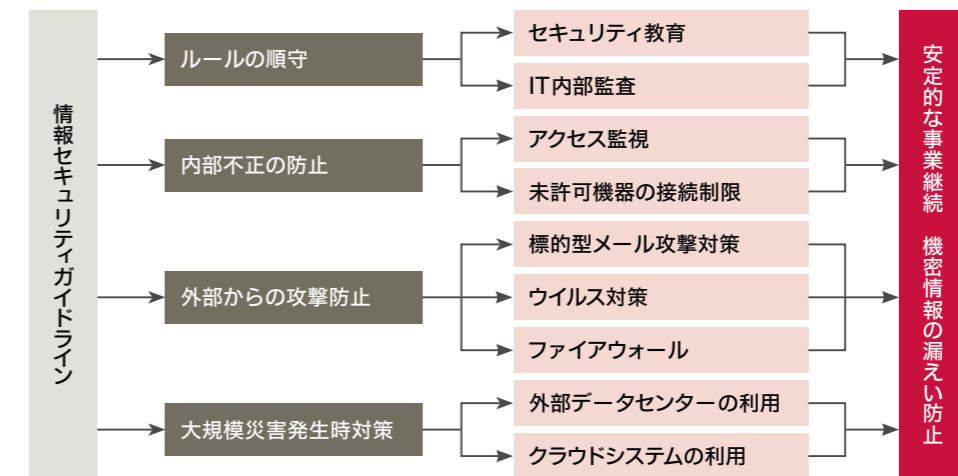 情報セキュリティガイドライン
ルールの順守
セキュリティ教育
IT内部監査
内部不正の防止
アクセス監視
未許可機器の接続制限
外部からの攻撃防止
標的型メール攻撃対策
ウイルス対策
ファイアウォール
大規模災害発生時対策
外部データセンターの利用
クラウドシステムの利用
安定的な事業継続 機密情報の漏えい防止